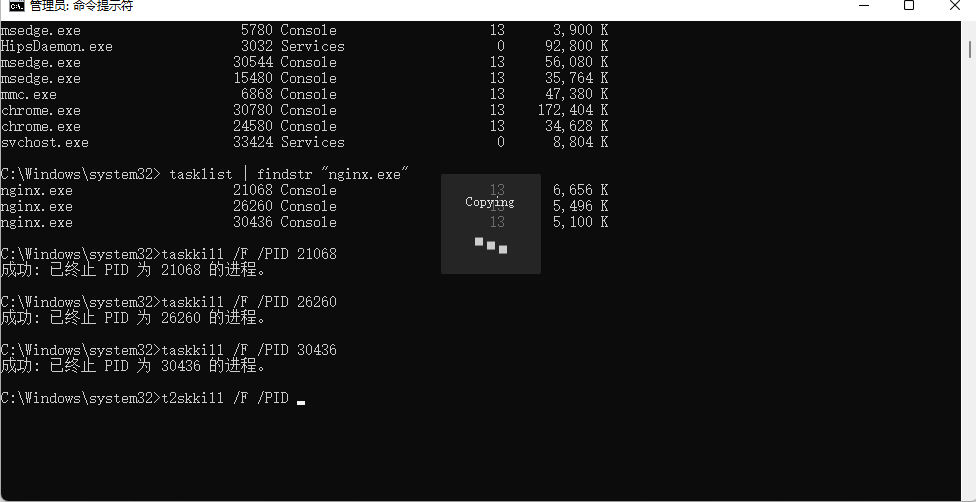 管理员: 命令提示符
msedge.exe 5780 Console 13 3,900 K
HipsDaemon.exe 3032 Services 0 92,800 K
msedge.exe 30544 Console 13 56,080 K
msedge.exe 15480 Console 13 35,764 K
mmc.exe 6868 Console 13 47,380 K
chrome.exe 30780 Console 13 172,404 K
chrome.exe 24580 Console 13 34,628 K
svchost.exe 33424 Services 0 8,804 K
C:\Windows\system32> tasklist | findstr "nginx.exe"
nginx.exe 21068 Console 13 6,656 K
nginx.exe 26260 Console 13 5,496 K
nginx.exe 30436 Console 13 5,100 K
Copying
C:\Windows\system32>taskkill /F /PID 21068
成功: 已终止 PID 为 21068 的进程。
C:\Windows\system32>taskkill /F /PID 26260
成功: 已终止 PID 为 26260 的进程。
C:\Windows\system32>taskkill /F /PID 30436
成功: 已终止 PID 为 30436 的进程。
C:\Windows\system32>t2skkill /F /PID